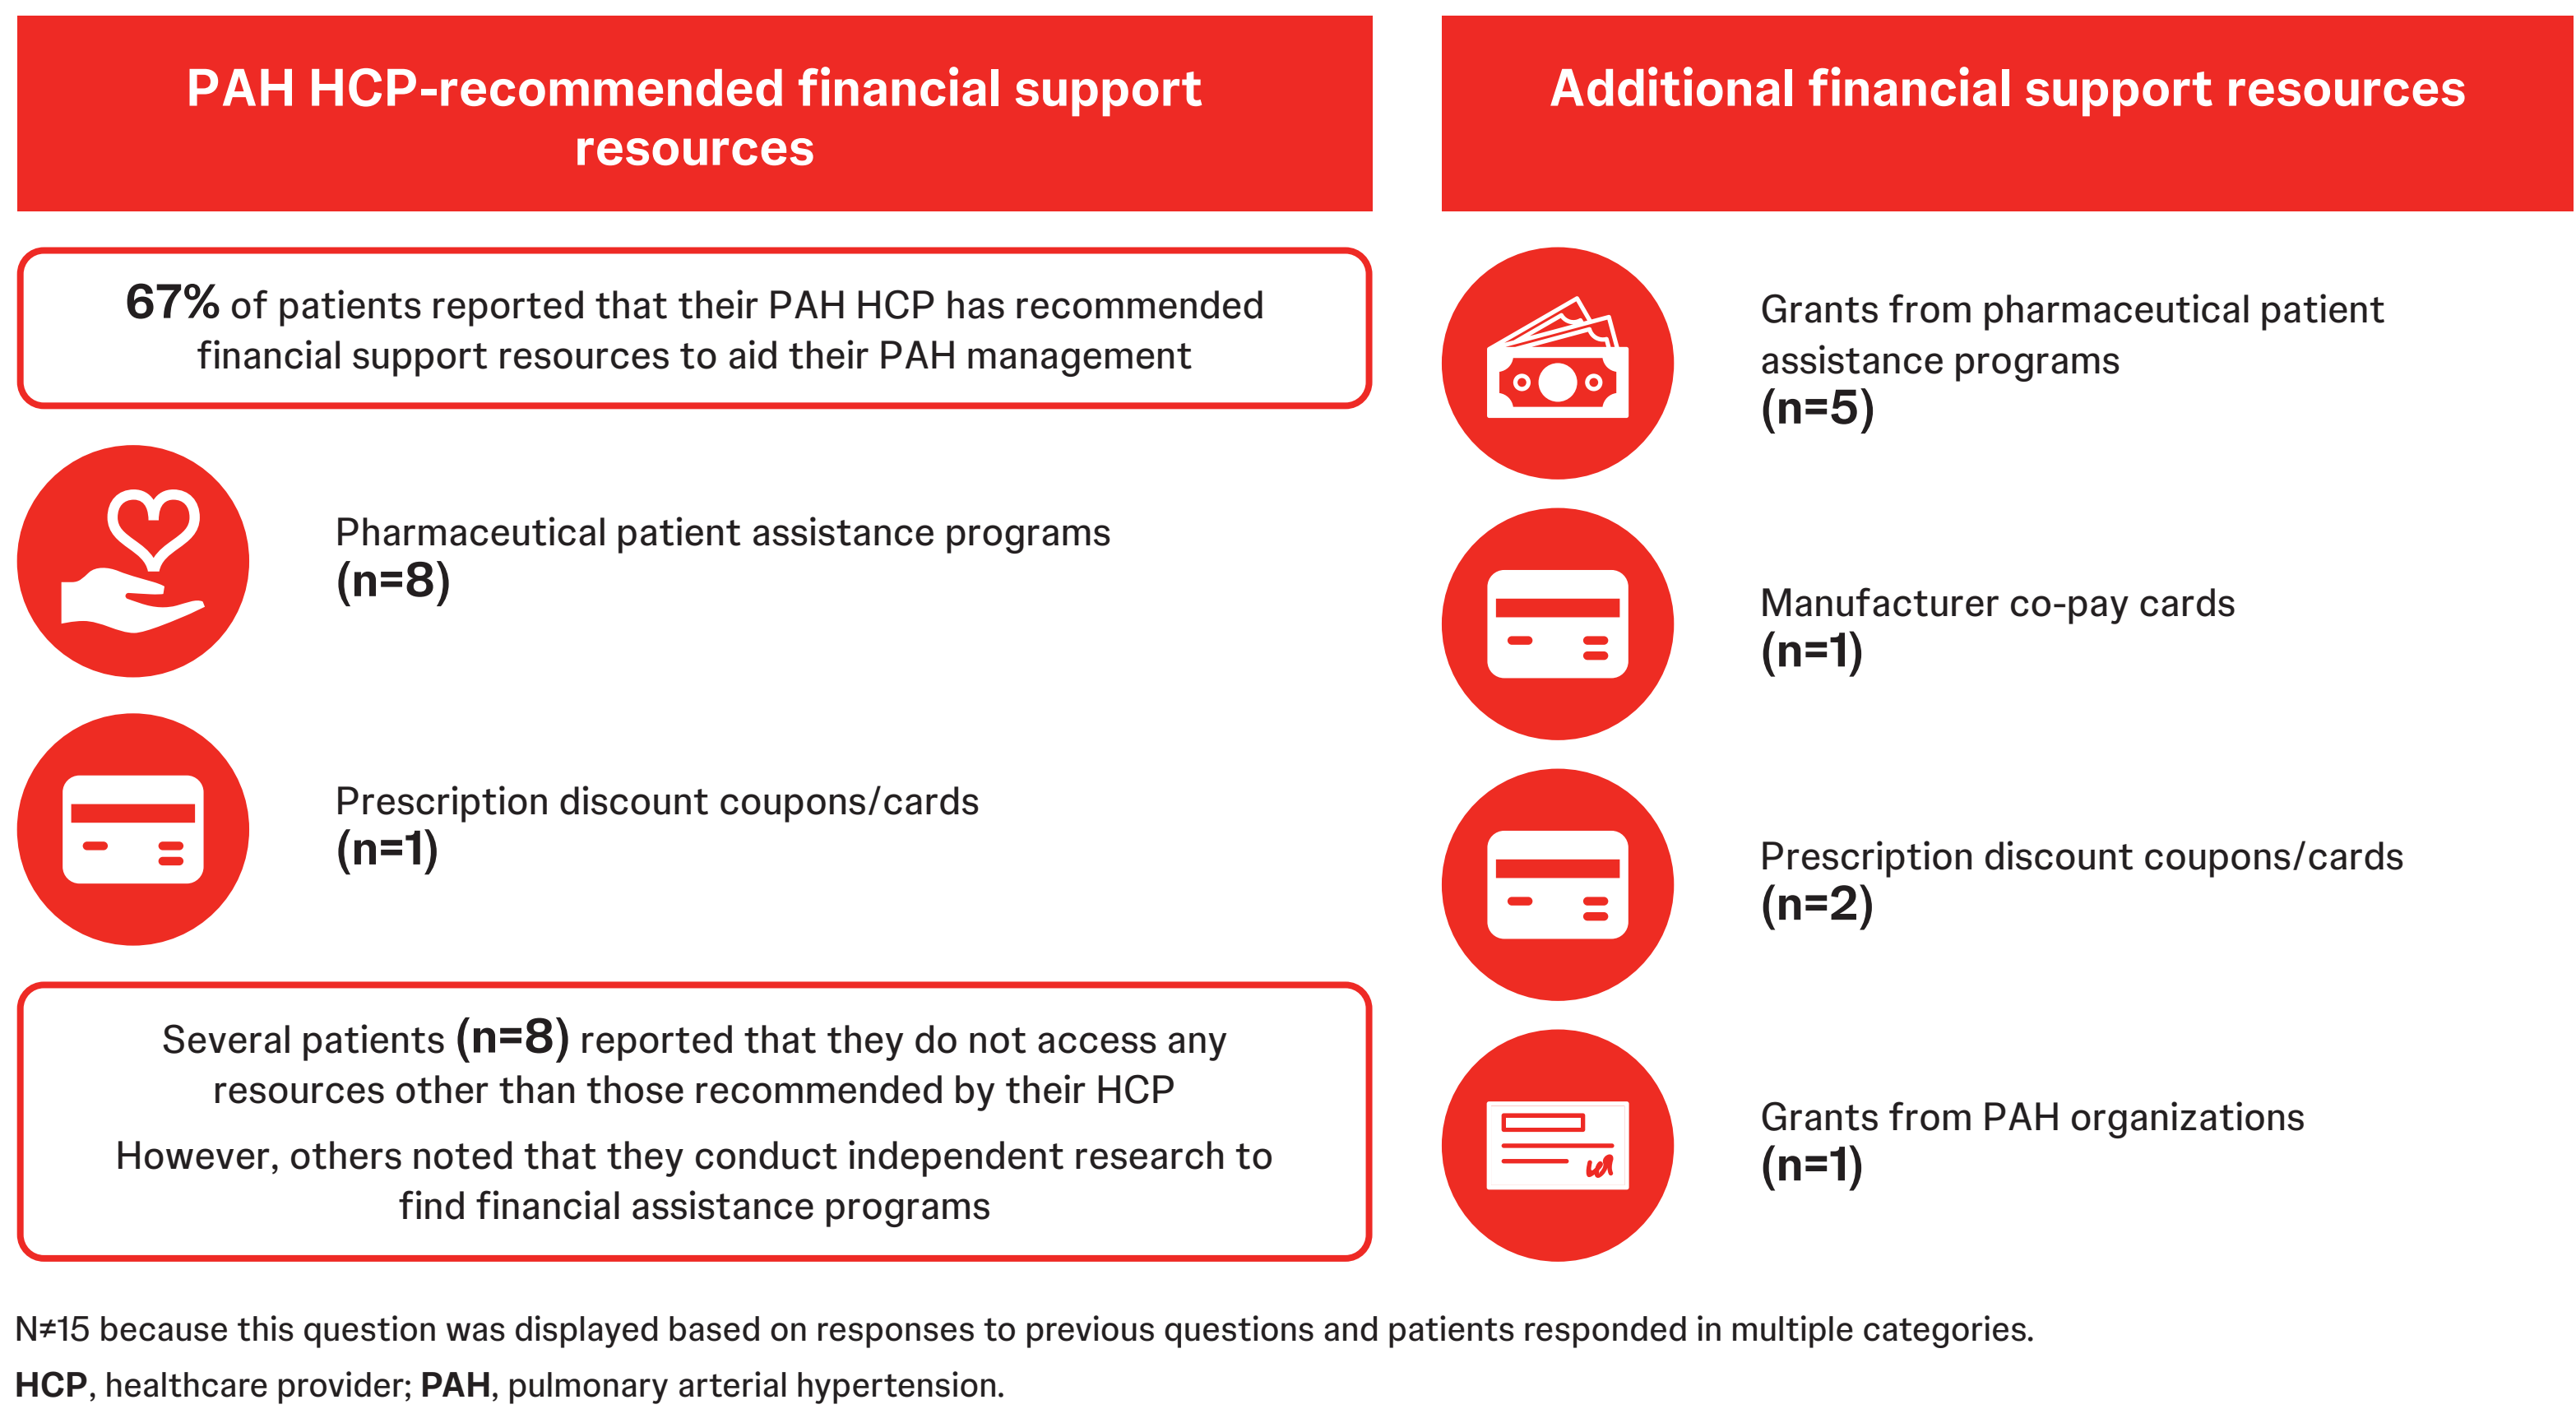 PAH HCP-recommended financial support
resources
67% of patients reported that their PAH HCP has recommended
financial support resources to aid their PAH management
Pharmaceutical patient assistance programs
(n=8)
Prescription discount coupons/cards
(n=1)
Several patients (n=8) reported that they do not access any
resources other than those recommended by their HCP
However, others noted that they conduct independent research to
find financial assistance programs
Additional financial support resources
Grants from pharmaceutical patient
assistance programs
(n=5)
Manufacturer co-pay cards
(n=1)
Prescription discount coupons/cards
(n=2)
Grants from PAH organizations
(n=1)
N≠15 because this question was displayed based on responses to previous questions and patients responded in multiple categories.
HCP, healthcare provider; PAH, pulmonary arterial hypertension.